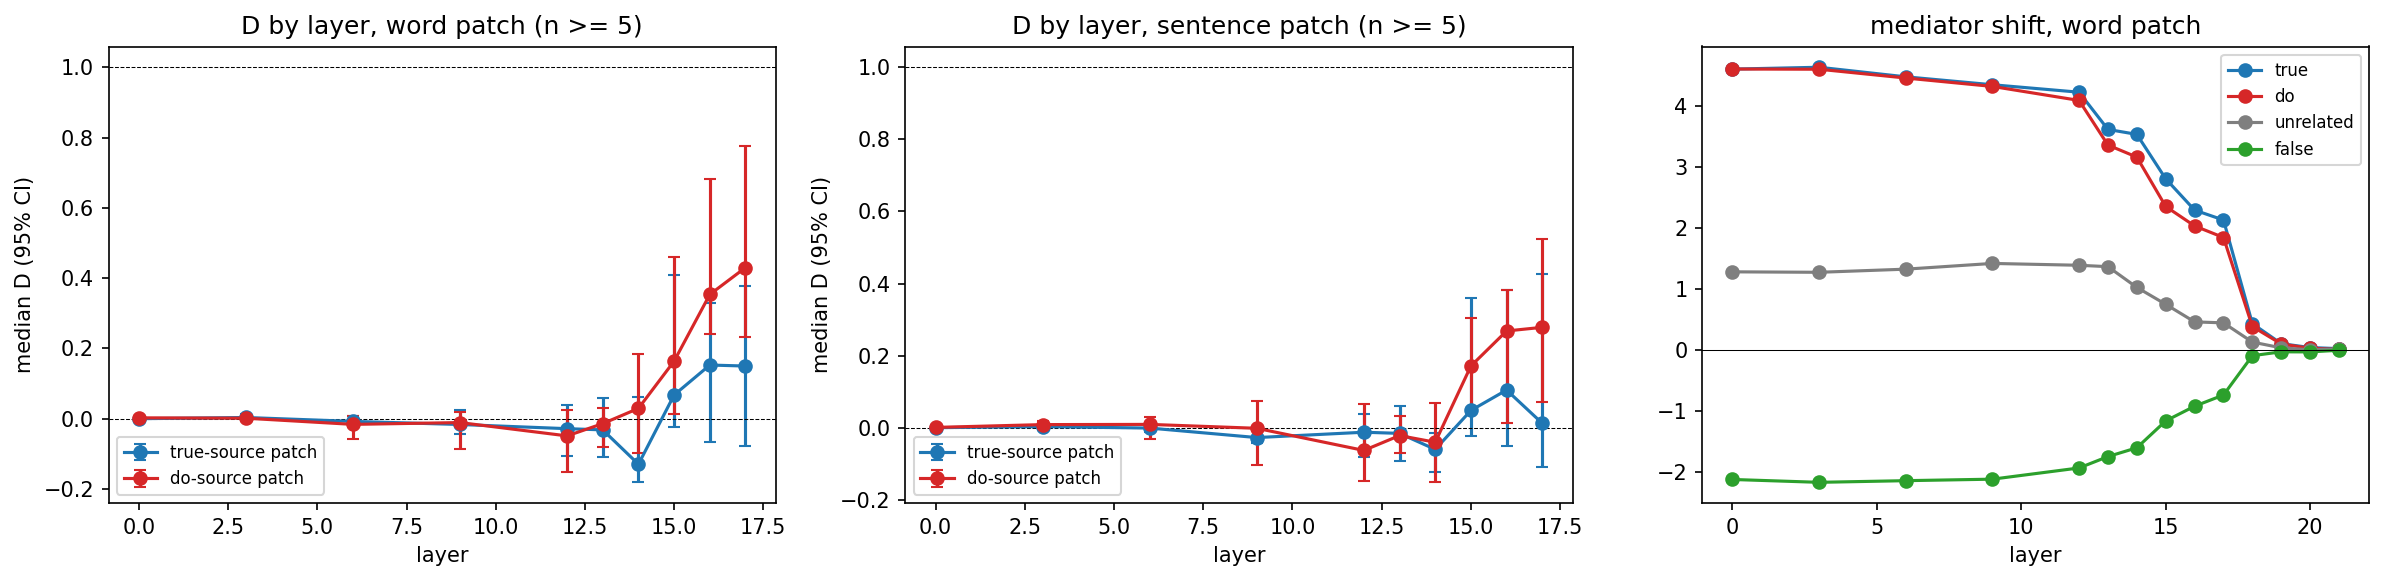 D by layer, word patch (n >= 5)
median D (95% CI)
1.0
0.8
0.6
0.4
0.2
0.0
−0.2
true-source patch
do-source patch
0.0 2.5 5.0 7.5 10.0 12.5 15.0 17.5
layer
D by layer, sentence patch (n >= 5)
median D (95% CI)
1.0
0.8
0.6
0.4
0.2
0.0
−0.2
true-source patch
do-source patch
0.0 2.5 5.0 7.5 10.0 12.5 15.0 17.5
layer
mediator shift, word patch
4
3
2
1
0
−1
−2
true
do
unrelated
false
0 5 10 15 20
layer